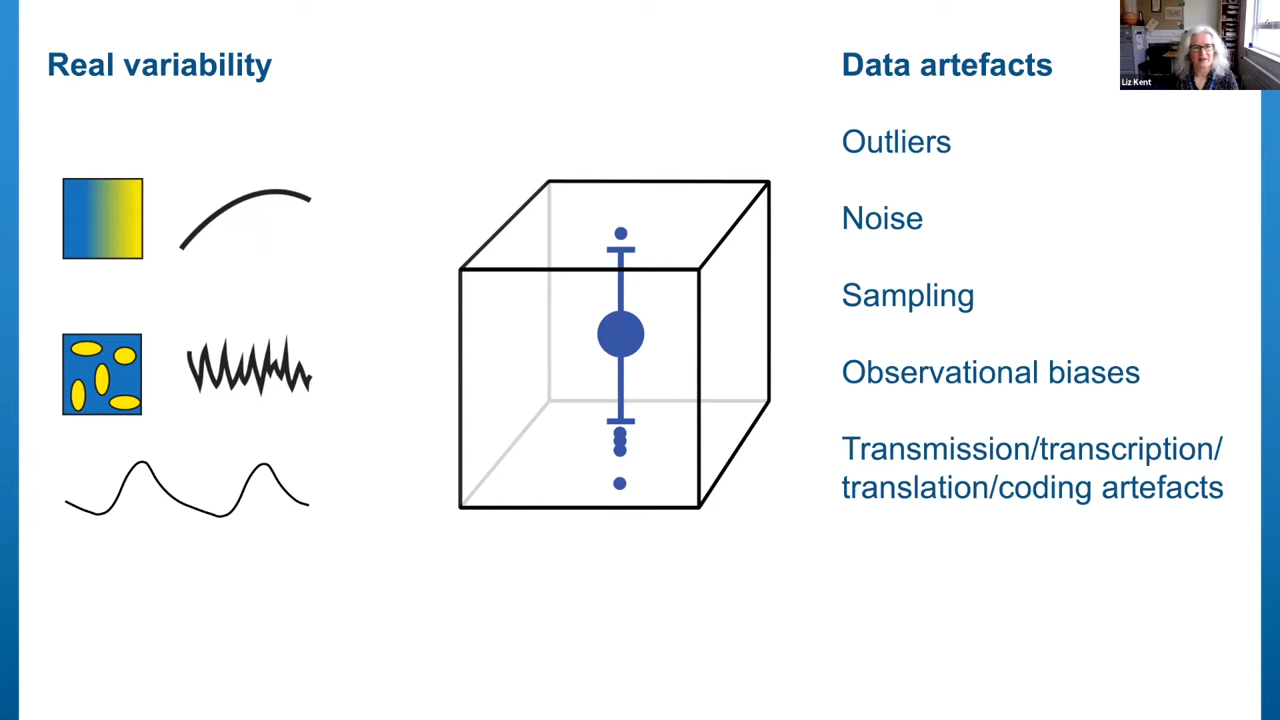 Real variability
Data artefacts
Liz Kent
Outliers
Noise
Sampling
Observational biases
Transmission/transcription/
translation/coding artefacts